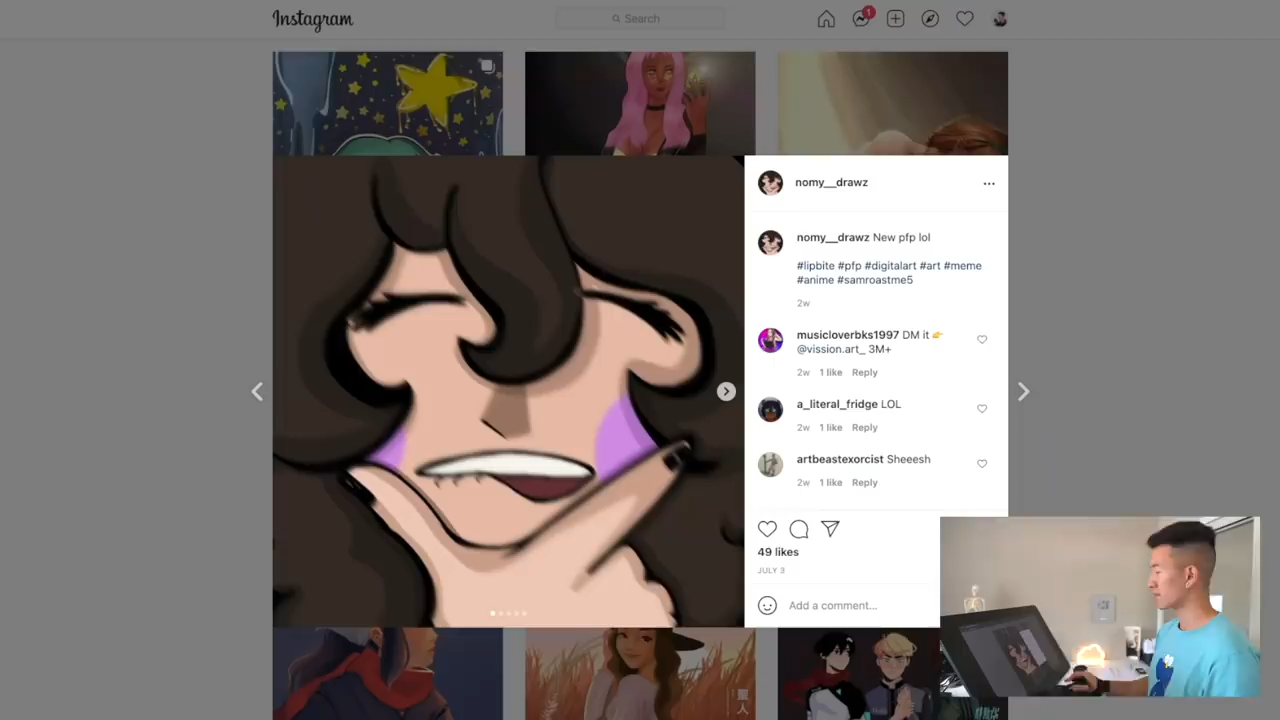 Instagram
Search
1
nomy__drawz
nomy__drawz New pfp lol
#lipbite #pfp #digitalart #art #meme
#anime #samroastme5
2w
musicloverbks1997 DM it 👉
@vission.art_ 3M+
2w 1 like Reply
a_literal_fridge LOL
2w 1 like Reply
artbeastexorcist Sheeesh
2w 1 like Reply
49 likes
JULY 3
Add a comment...